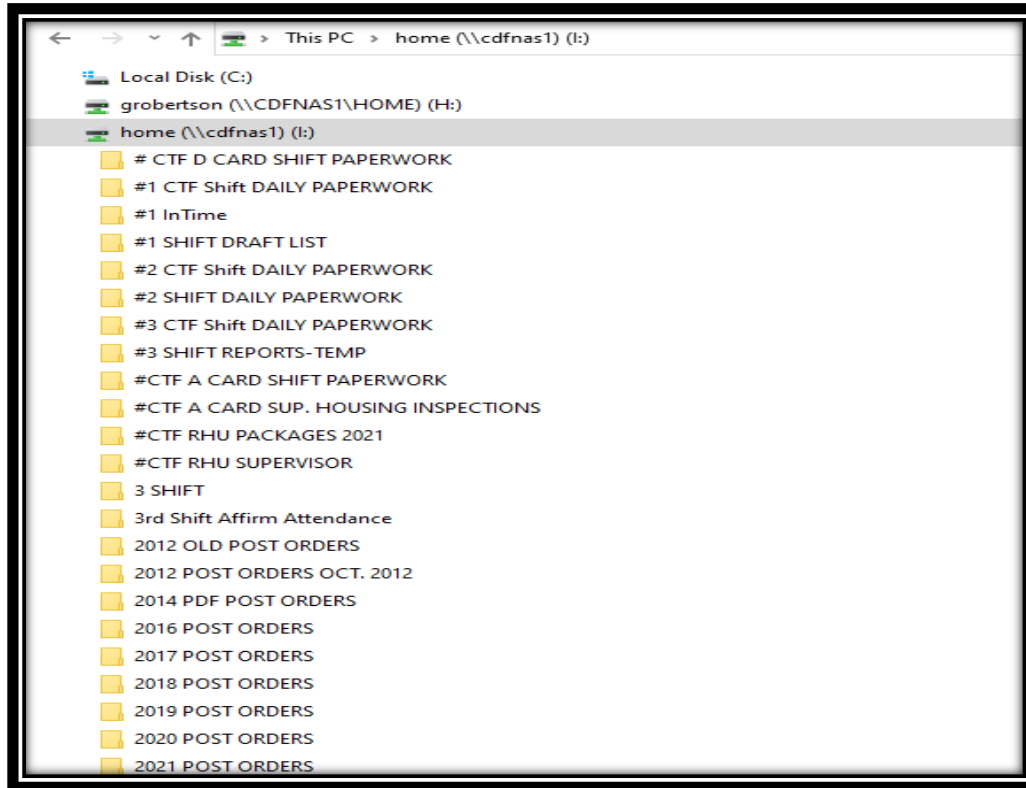 This PC > home (\\cdfnas1) (I:)
Local Disk (C:)
grobertson (\\CDFNAS1\HOME) (H:)
home (\\cdfnas1) (I:)
# CTF D CARD SHIFT PAPERWORK
#1 CTF Shift DAILY PAPERWORK
#1 InTime
#1 SHIFT DRAFT LIST
#2 CTF Shift DAILY PAPERWORK
#2 SHIFT DAILY PAPERWORK
#3 CTF Shift DAILY PAPERWORK
#3 SHIFT REPORTS-TEMP
#CTF A CARD SHIFT PAPERWORK
#CTF A CARD SUP. HOUSING INSPECTIONS
#CTF RHU PACKAGES 2021
#CTF RHU SUPERVISOR
3 SHIFT
3rd Shift Affirm Attendance
2012 OLD POST ORDERS
2012 POST ORDERS OCT. 2012
2014 PDF POST ORDERS
2016 POST ORDERS
2017 POST ORDERS
2018 POST ORDERS
2019 POST ORDERS
2020 POST ORDERS
2021 POST ORDERS